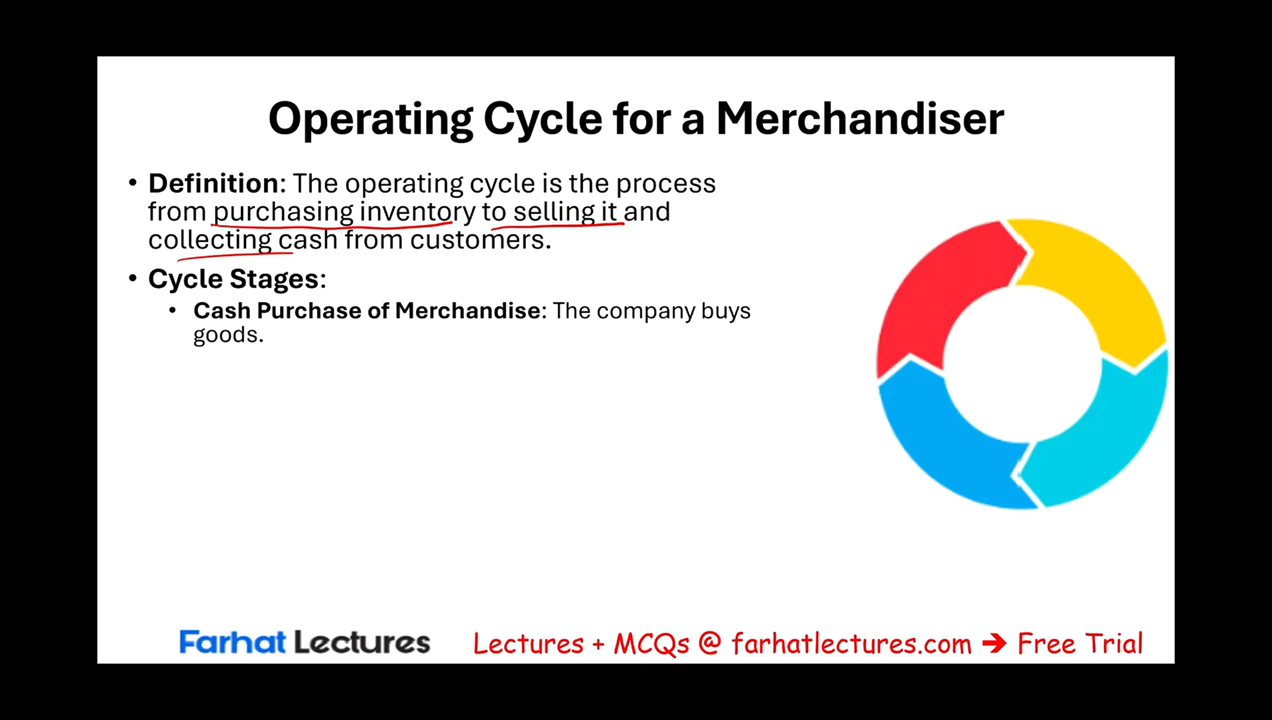 Operating Cycle for a Merchandiser
• Definition: The operating cycle is the process
from purchasing inventory to selling it and
collecting cash from customers.
• Cycle Stages:
• Cash Purchase of Merchandise: The company buys
goods.
Farhat Lectures
Lectures + MCQs @ farhatlectures.com ➔ Free Trial